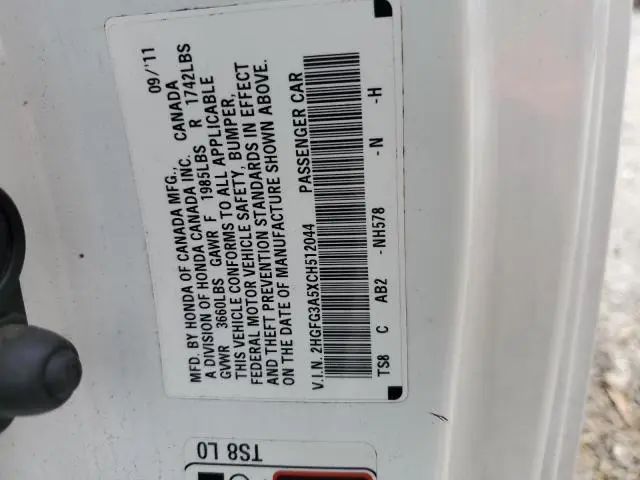 09/'11
MFD. BY HONDA OF CANADA MFG.,
A DIVISION OF HONDA CANADA INC. CANADA
GVWR 3660LBS GAWR F 1985LBS R 1742LBS
THIS VEHICLE CONFORMS TO ALL APPLICABLE
FEDERAL MOTOR VEHICLE SAFETY, BUMPER,
AND THEFT PREVENTION STANDARDS IN EFFECT
ON THE DATE OF MANUFACTURE SHOWN ABOVE.
V.I.N. 2HGFG3A5XCH512044 PASSENGER CAR
TS8 C AB2 -NH578 -N -H
TS8 L0